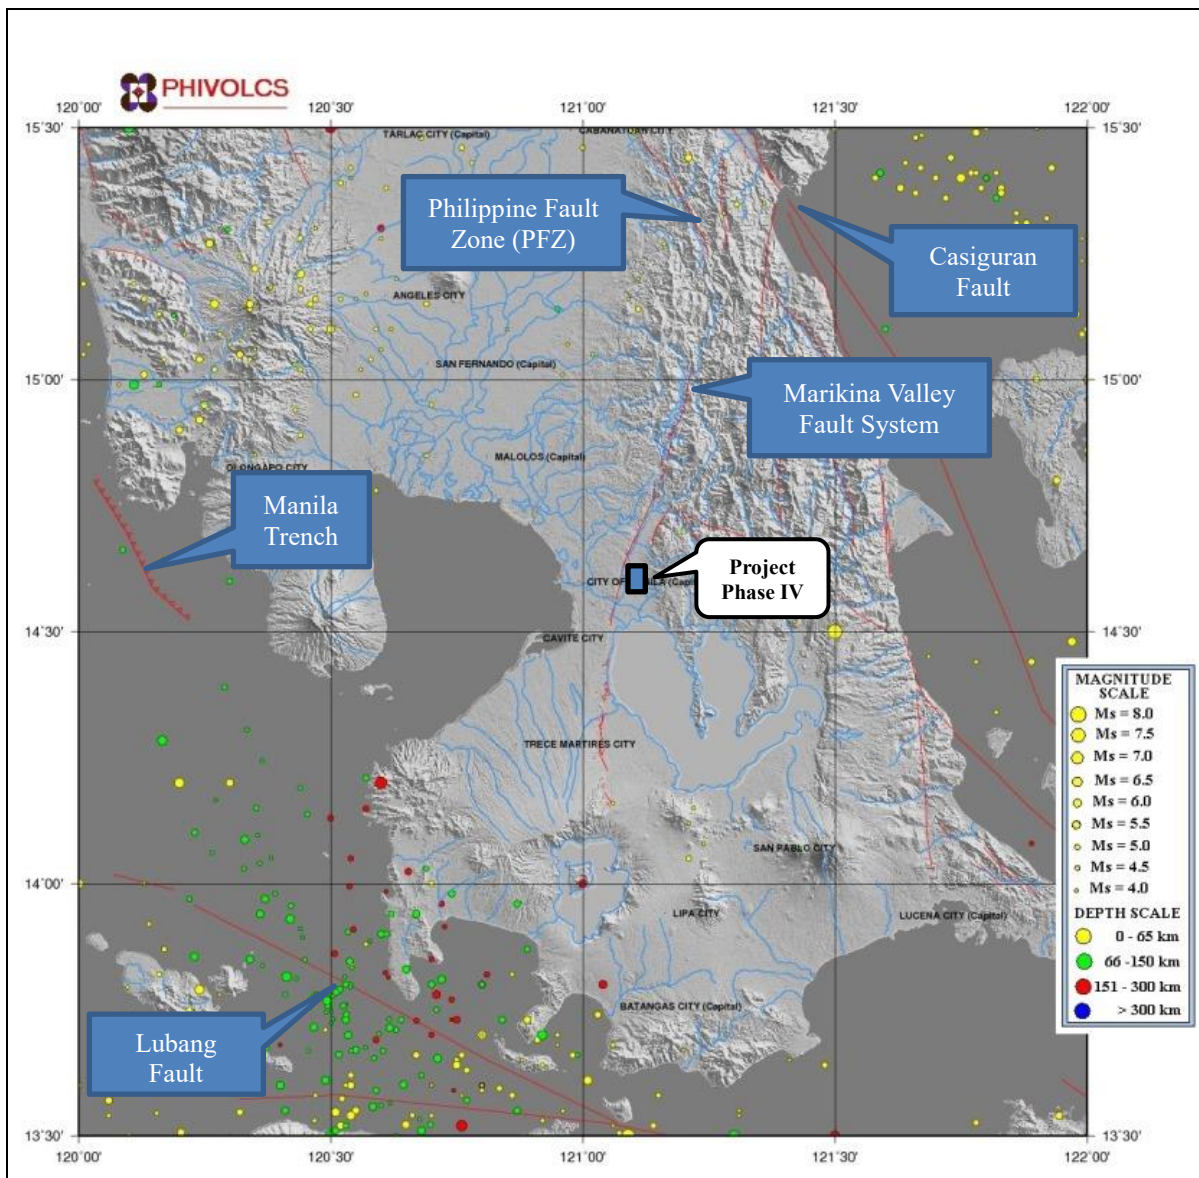 PHIVOLCS
120°00'
120°30'
121°00'
121°30'
122°00'
15°30'
TARLAC CITY (Capital)
CABANATUAN CITY
15°30'
Philippine Fault
Zone (PFZ)
Casiguran
Fault
ANGELES CITY
SAN FERNANDO (Capital)
15°00'
15°00'
Marikina Valley
Fault System
MALOLOS (Capital)
OLONGAPO CITY
Manila
Trench
CITY OF
ILA (Capi
Project
Phase IV
14°30'
CAVITE CITY
14°30'
MAGNITUDE
SCALE
Ms = 8.0
Ms = 7.5
Ms = 7.0
Ms = 6.5
Ms = 6.0
Ms = 5.5
Ms = 5.0
Ms = 4.5
Ms = 4.0
DEPTH SCALE
0 - 65 km
66 -150 km
151 - 300 km
> 300 km
TRECE MARTIRES CITY
SAN PABLO CITY
14°00'
LIPA CITY
LUCENA CITY (Capital)
BATANGAS CITY (Capital)
Lubang
Fault
13°30'
13°30'
120°00'
120°30'
121°00'
121°30'
122°00'